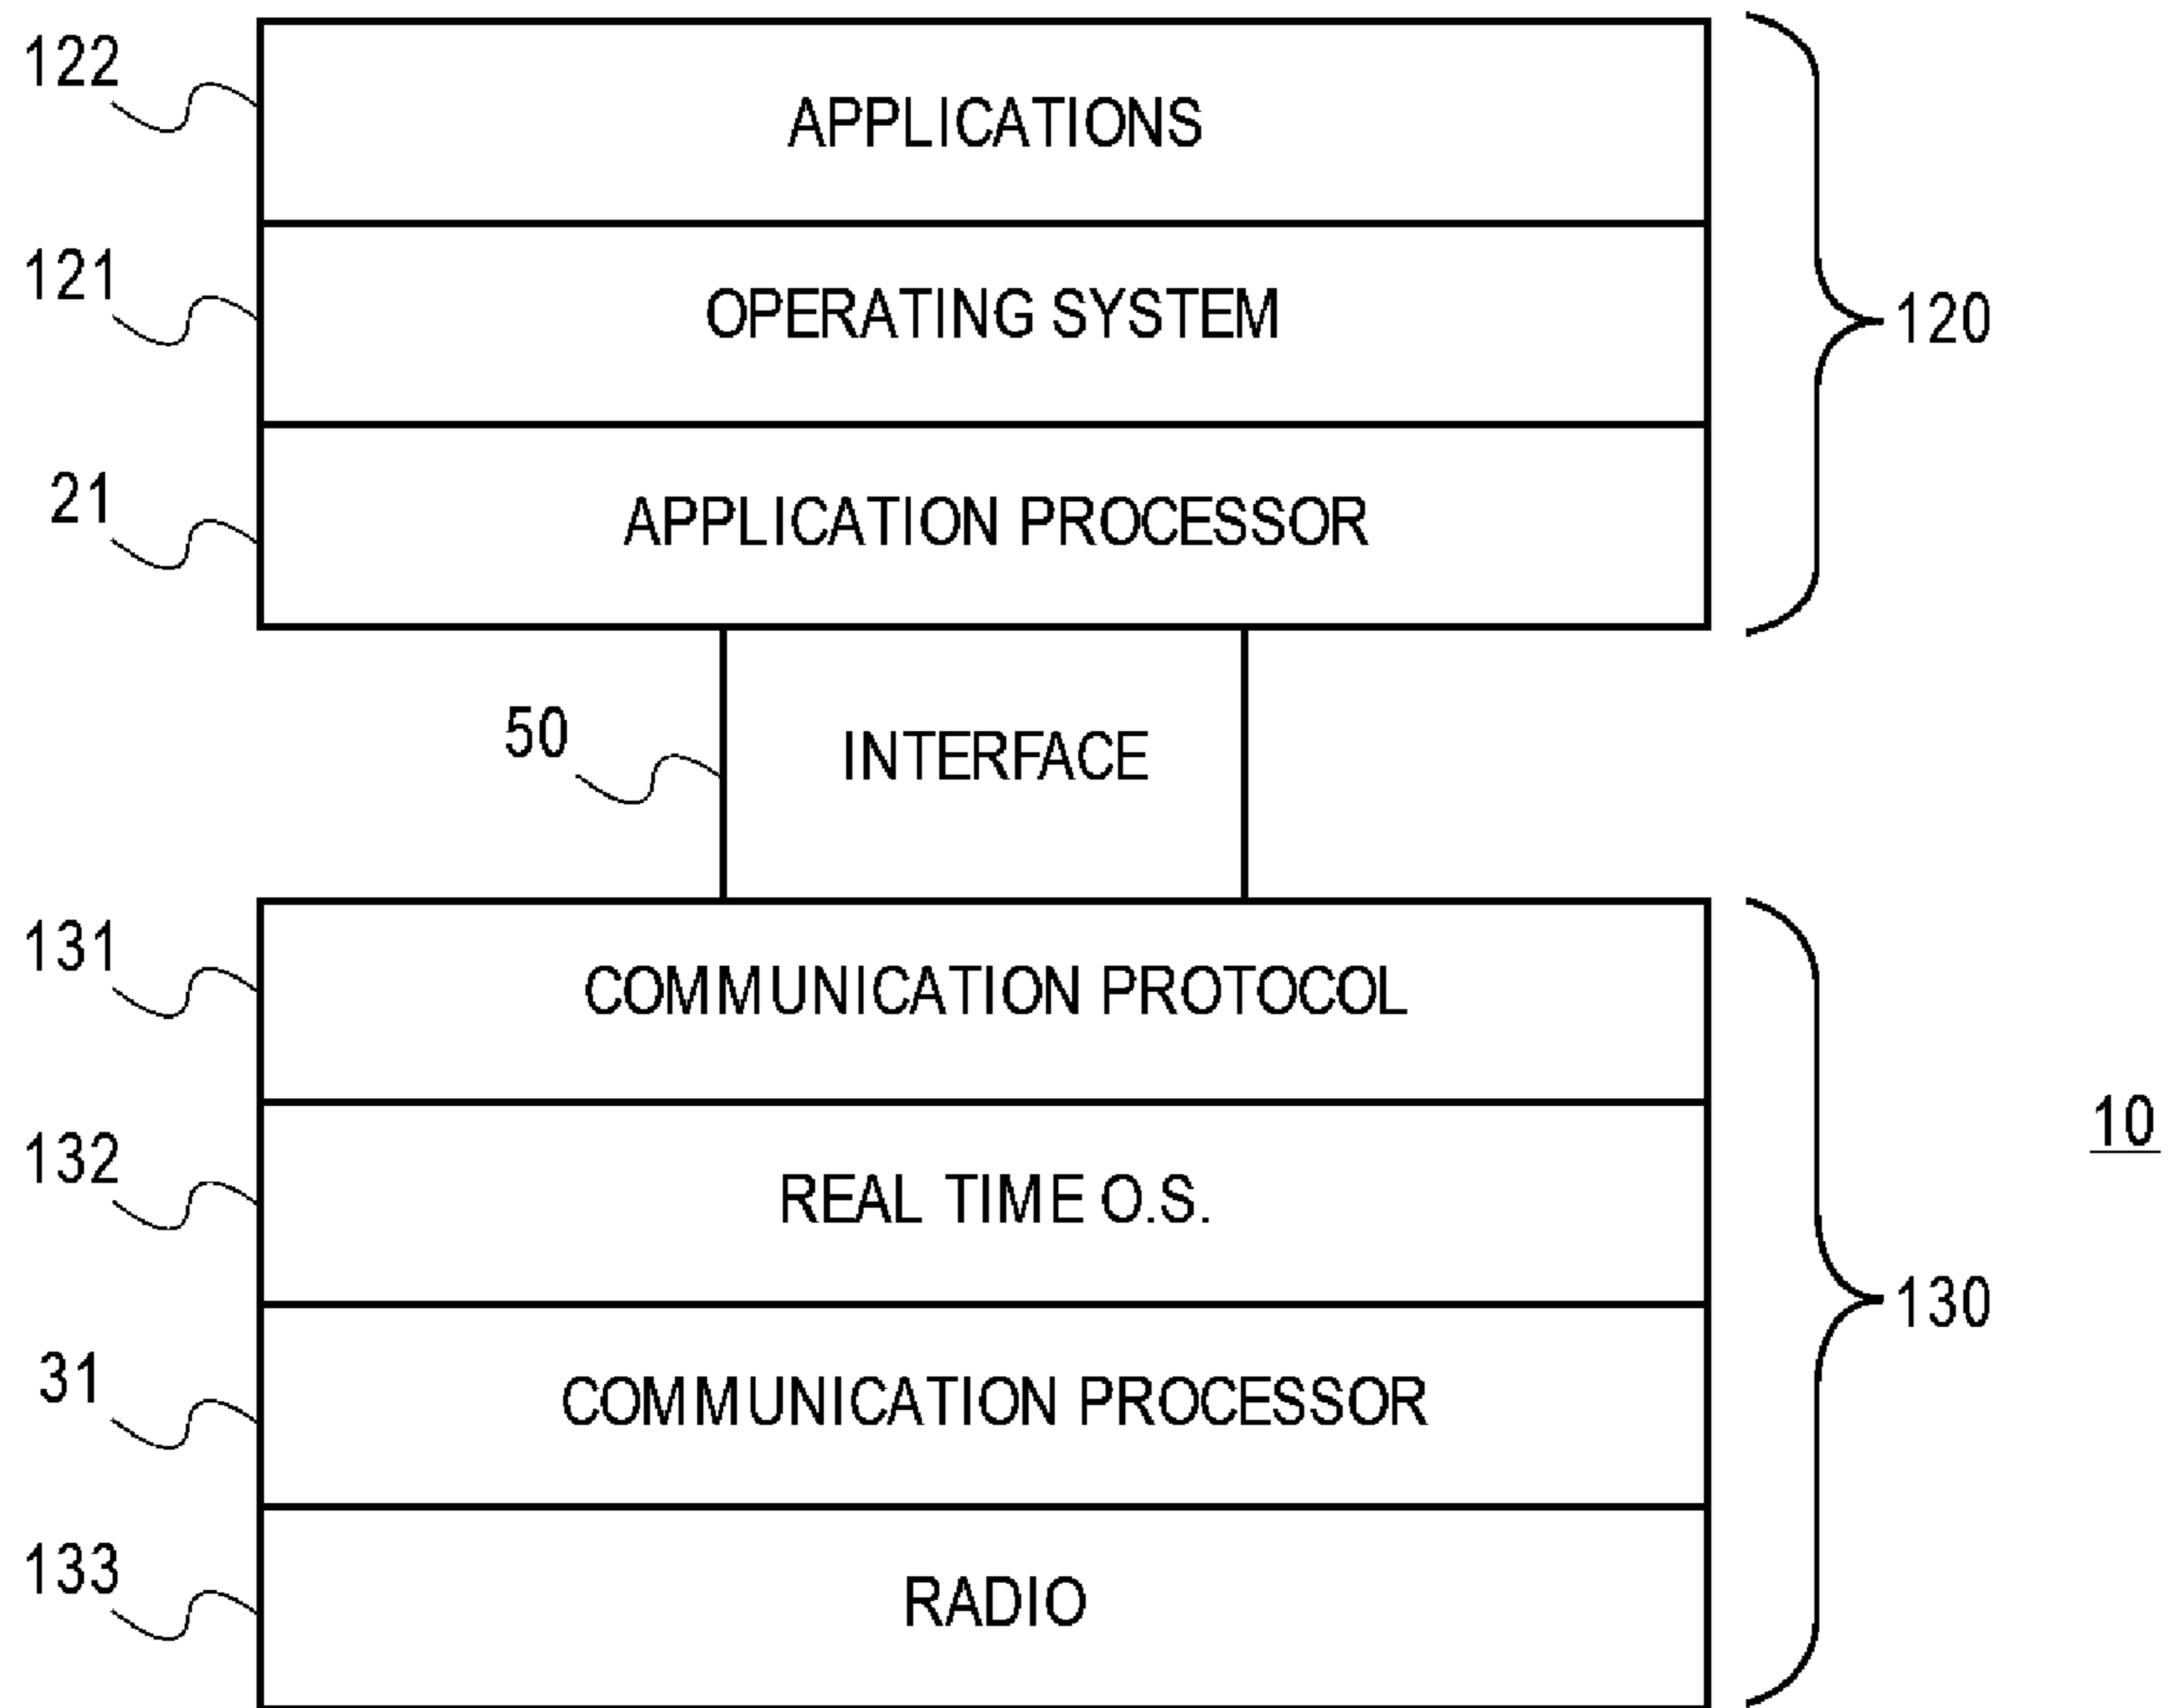 122
APPLICATIONS
121
OPERATING SYSTEM
120
21
APPLICATION PROCESSOR
50
INTERFACE
131
COMMUNICATION PROTOCOL
10
132
REAL TIME O.S.
130
31
COMMUNICATION PROCESSOR
133
RADIO